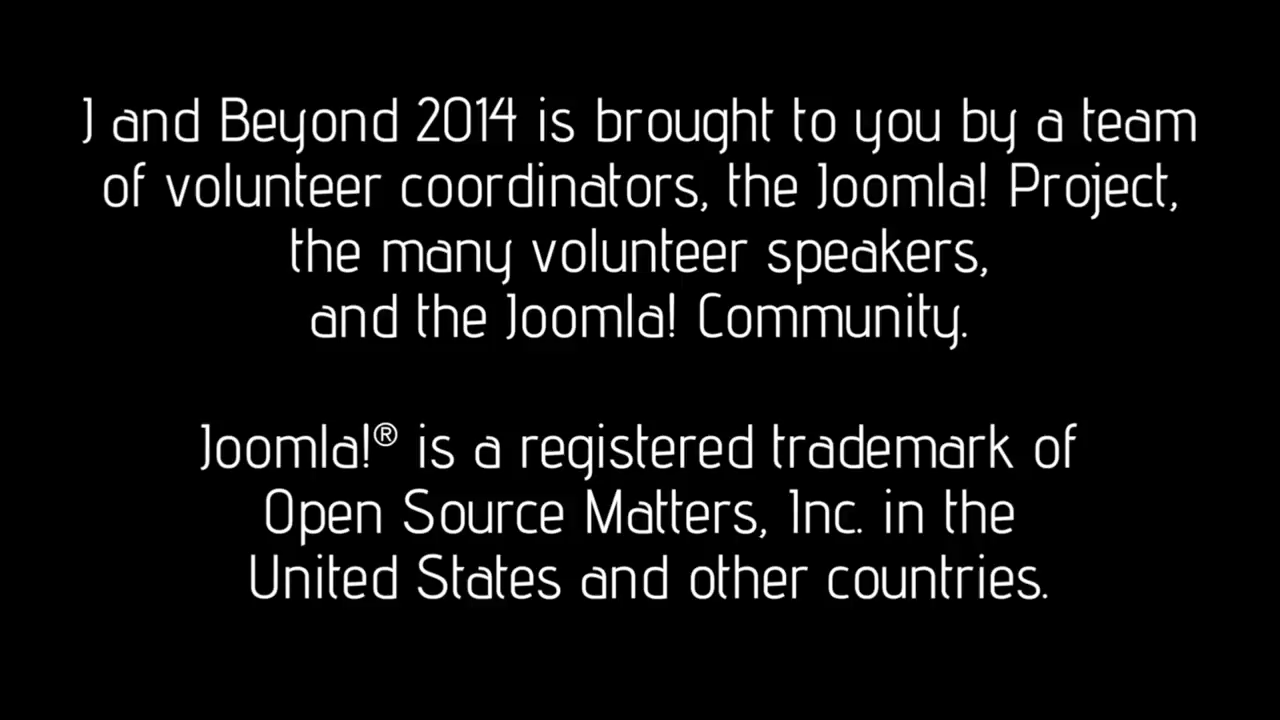 J and Beyond 2014 is brought to you by a team
of volunteer coordinators, the Joomla! Project,
the many volunteer speakers,
and the Joomla! Community.
Joomla!® is a registered trademark of
Open Source Matters, Inc. in the
United States and other countries.